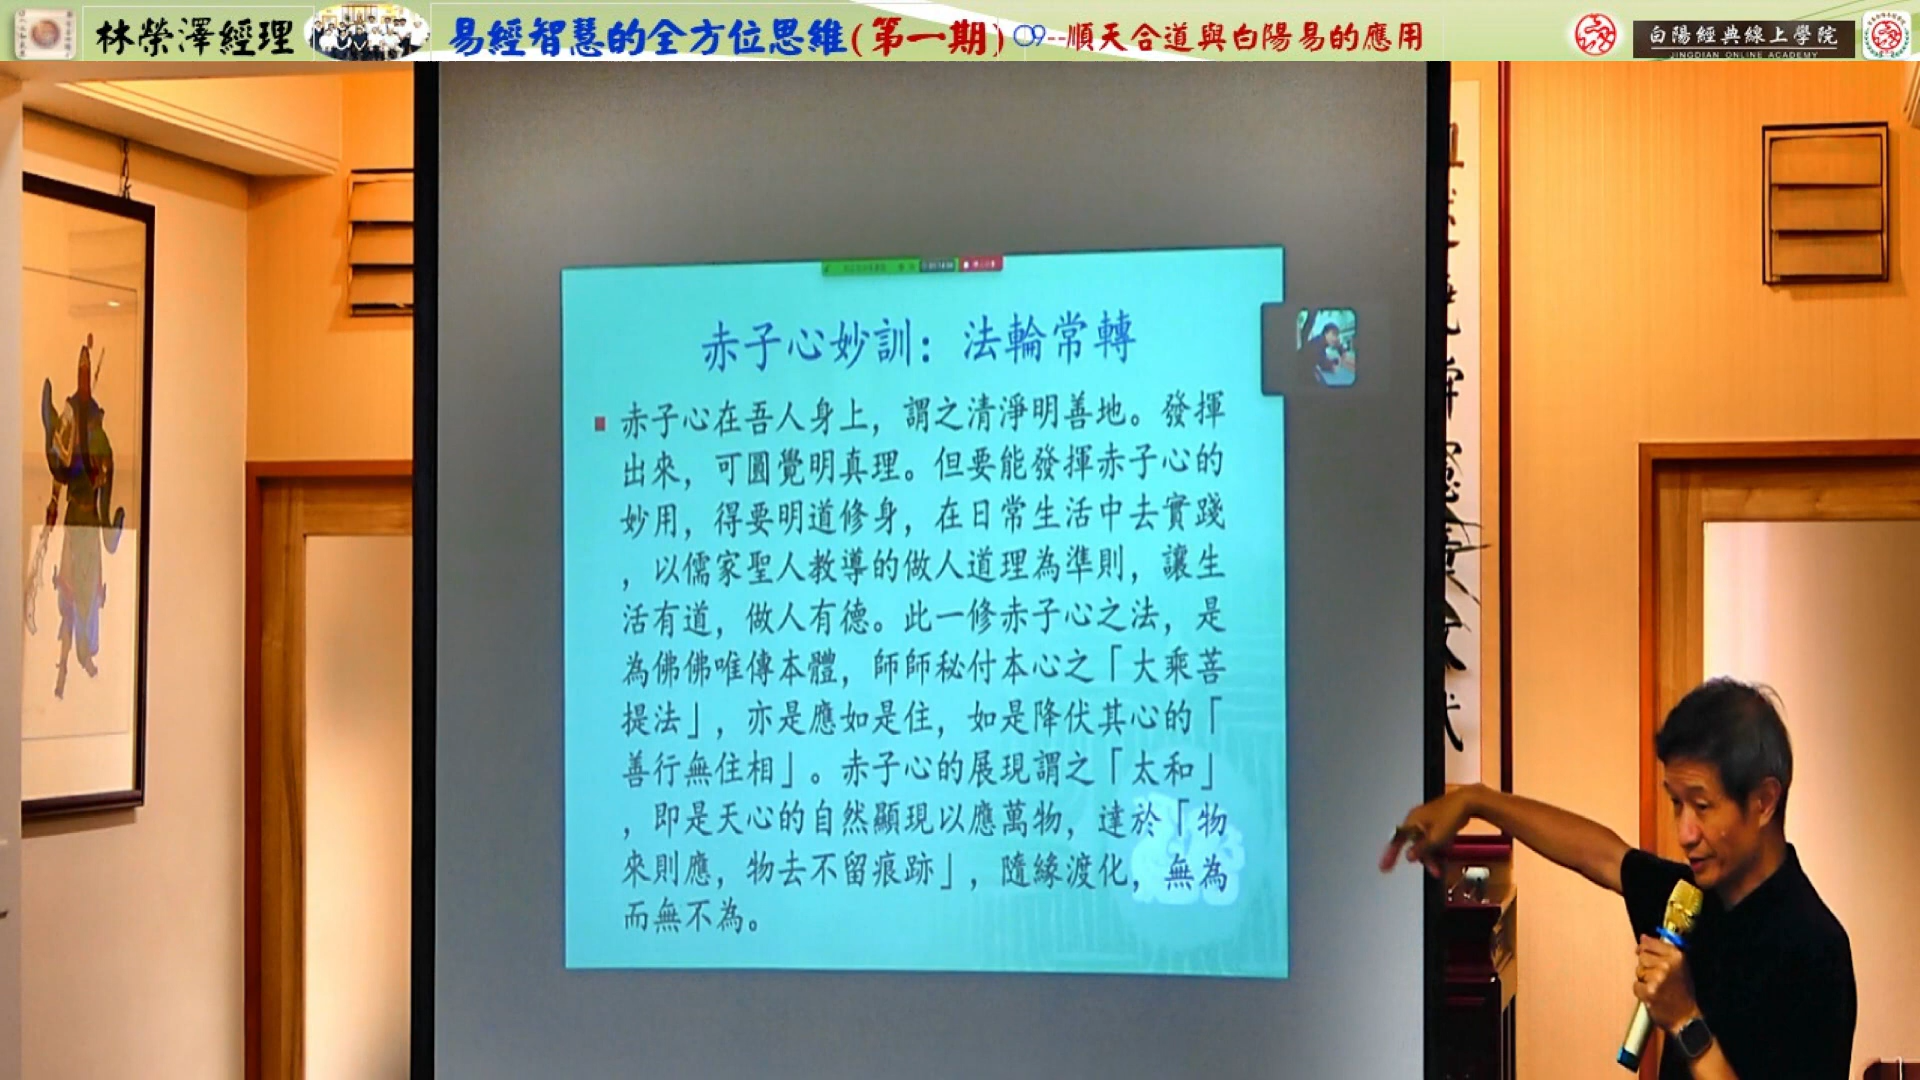 林榮澤經理
易經智慧的全方位思維(第一期)09--順天合道與白陽易的應用
白陽經典線上學院
JINGDIAN ONLINE ACADEMY
赤子心妙訓：法輪常轉
赤子心在吾人身上，謂之清淨明善地。發揮
出來，可圓覺明真理。但要能發揮赤子心的
妙用，得要明道修身，在日常生活中去實踐
，以儒家聖人教導的做人道理為準則，讓生
活有道，做人有德。此一修赤子心之法，是
為佛佛唯傳本體，師師秘付本心之「大乘菩
提法」，亦是應如是住，如是降伏其心的「
善行無住相」。赤子心的展現謂之「太和」
，即是天心的自然顯現以應萬物，達於「物
來則應，物去不留痕跡」，隨緣渡化，無為
而無不為。